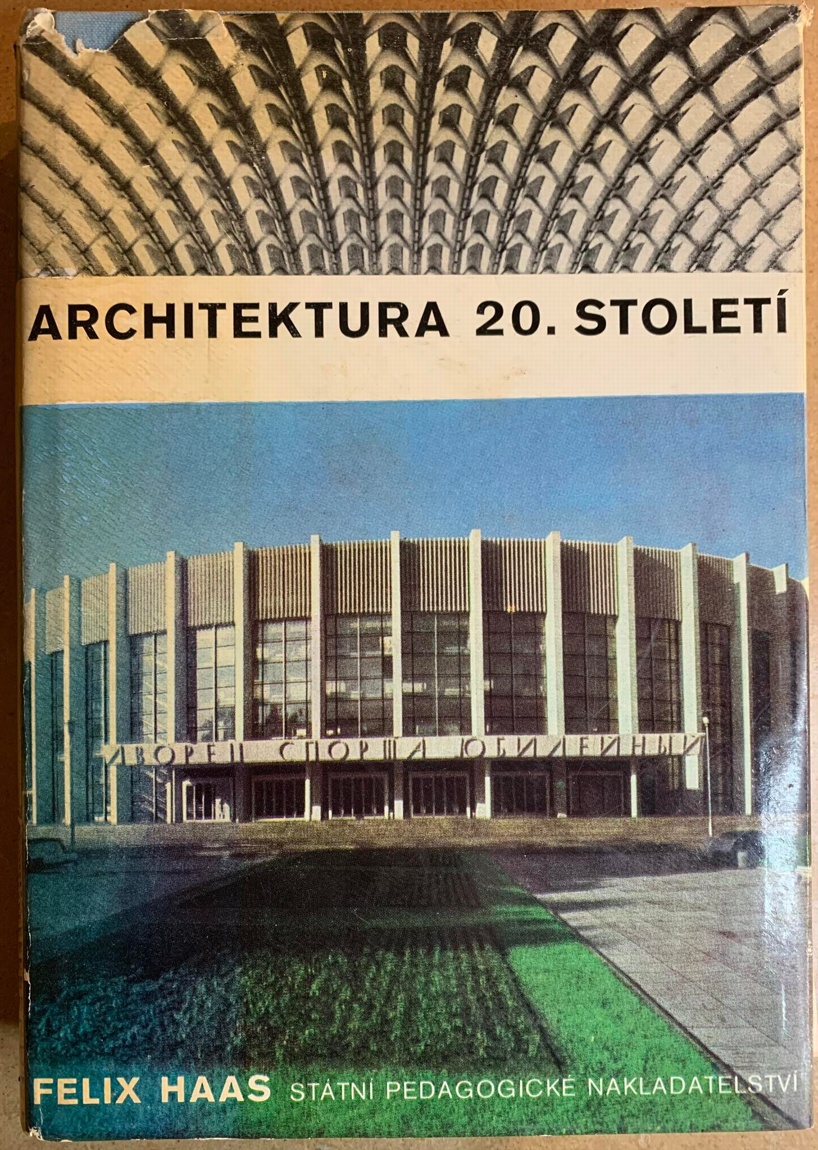 ARCHITEKTURA 20. STOLETÍ
ДВОРЕЦ СПОРТА ЮБИЛЕЙНЫЙ
FELIX HAAS STÁTNÍ PEDAGOGICKÉ NAKLADATELSTVÍ